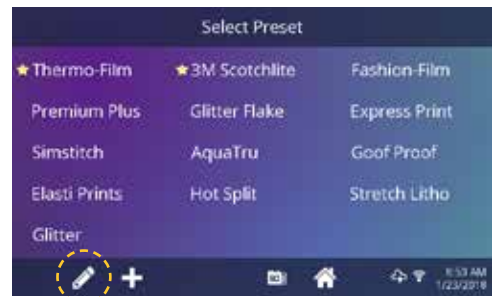 Select Preset
Thermo-Film 3M Scotchlite Fashion-Film
Premium Plus Glitter Flake Express Print
Simstitch AquaTru Goof Proof
Elasti Prints Hot Split Stretch Litho
Glitter
8:53 AM
1/23/2018